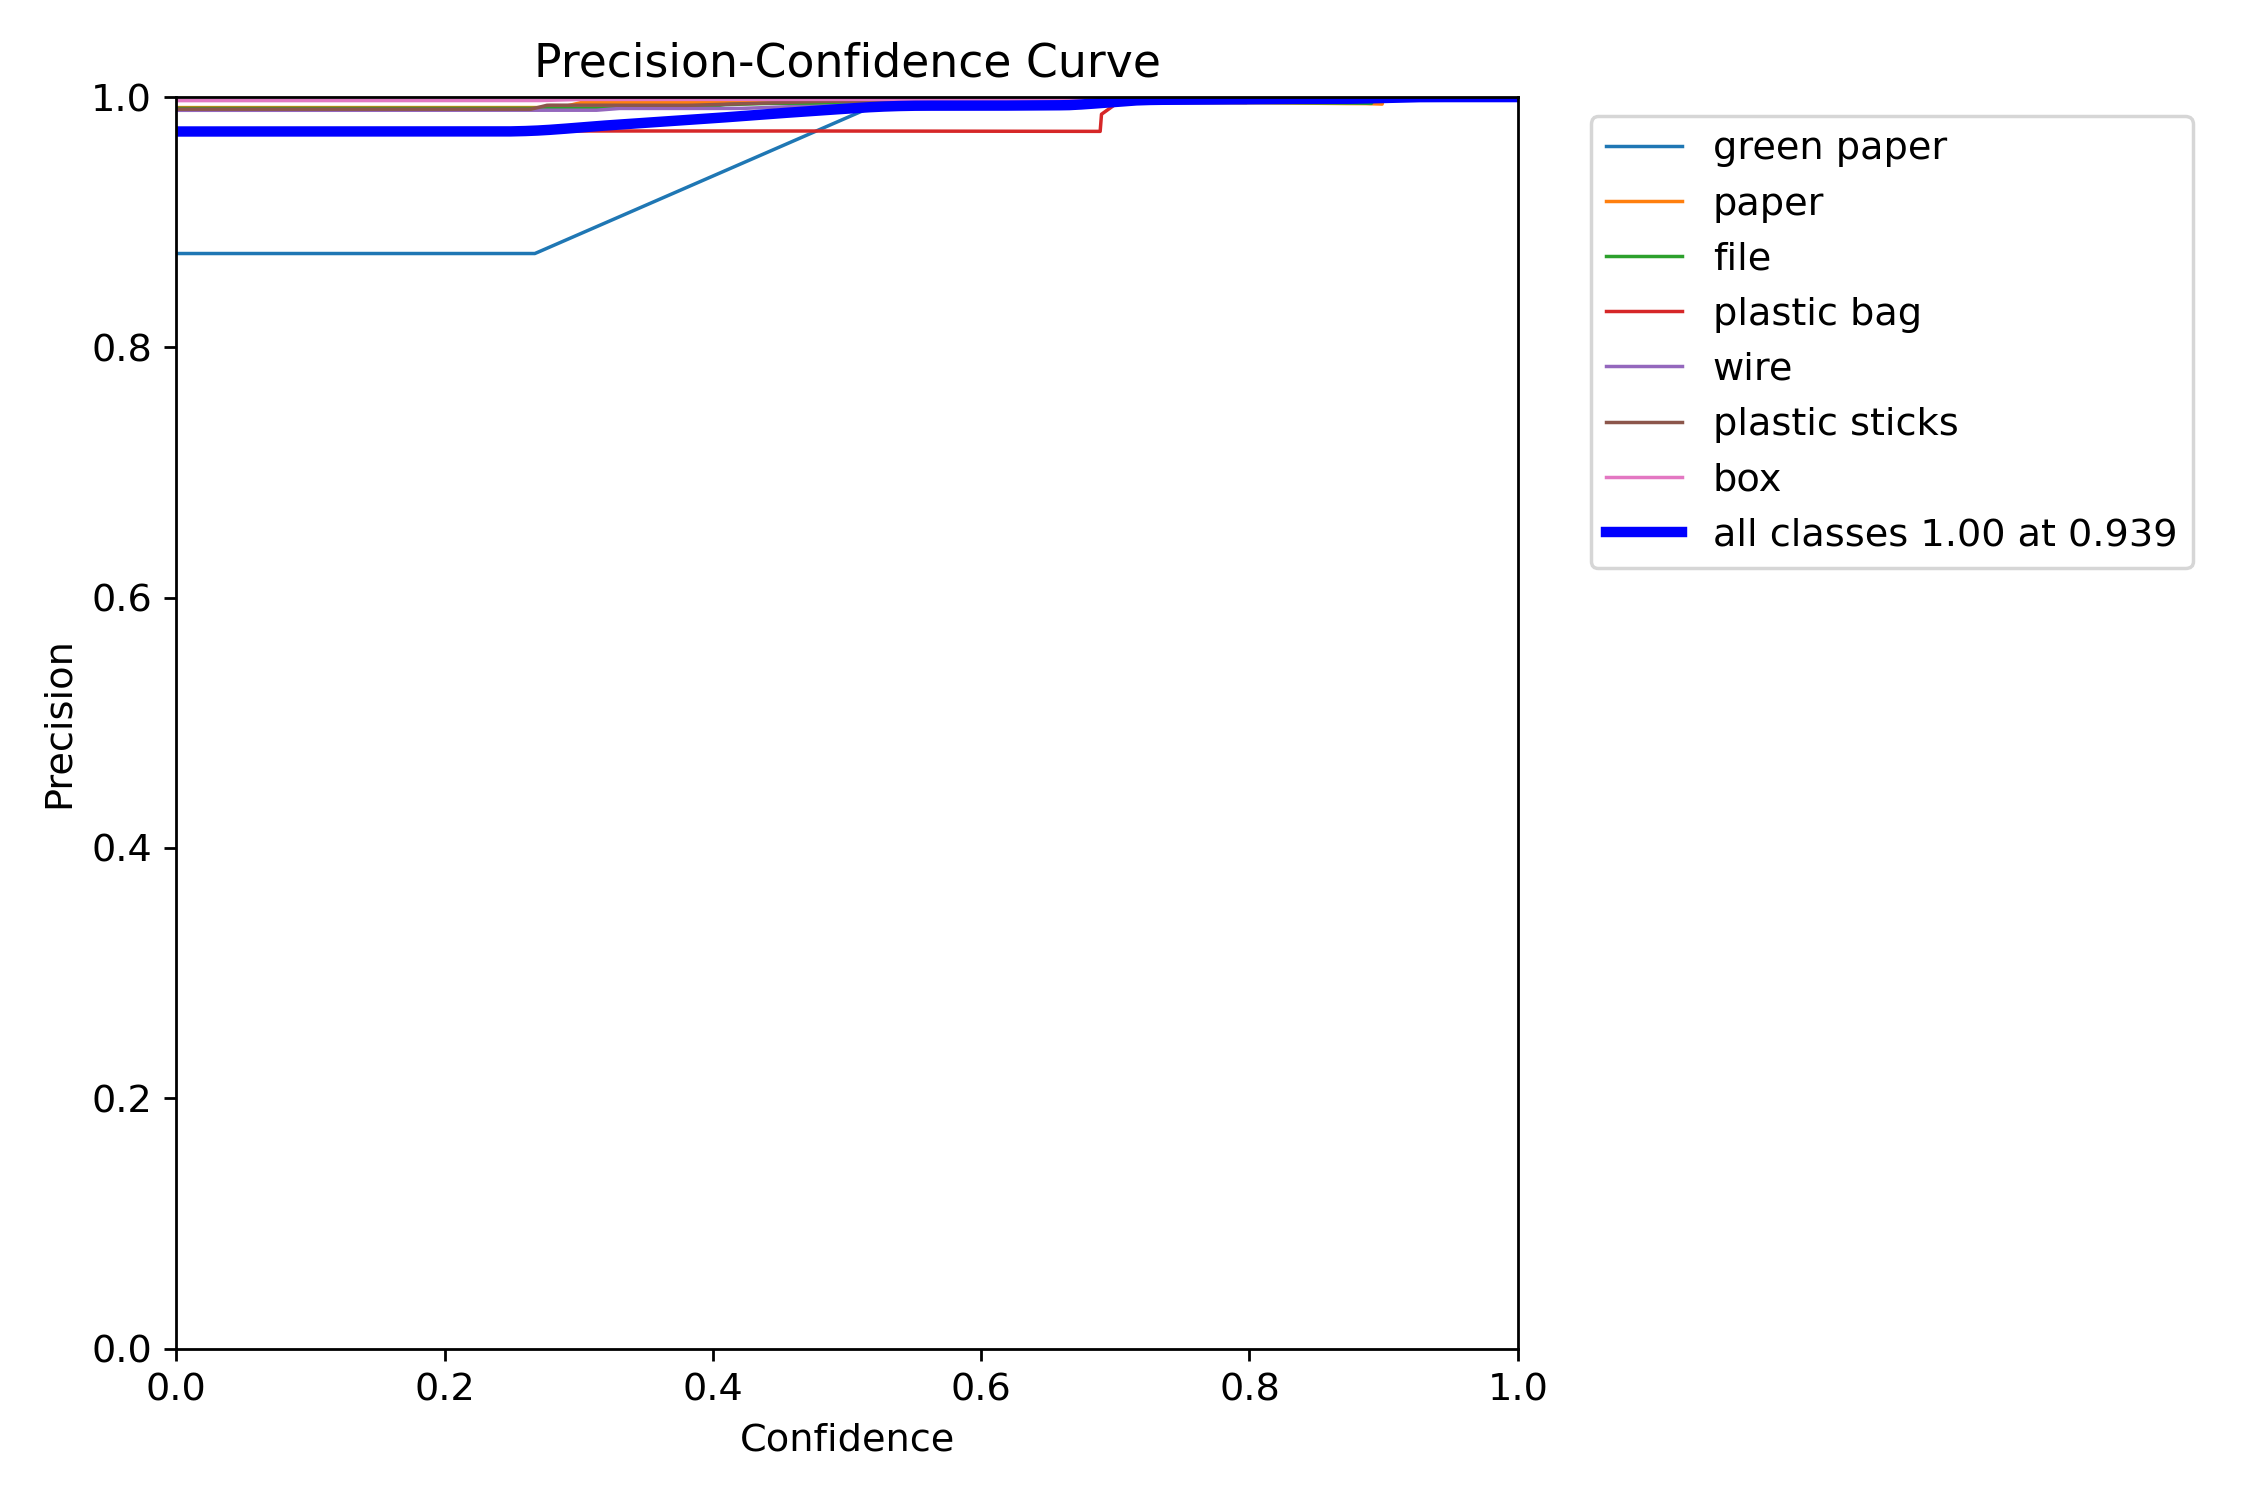 Precision-Confidence Curve
1.0
0.8
0.6
0.4
0.2
0.0
Precision
0.0 0.2 0.4 0.6 0.8 1.0
Confidence
green paper
paper
file
plastic bag
wire
plastic sticks
box
all classes 1.00 at 0.939